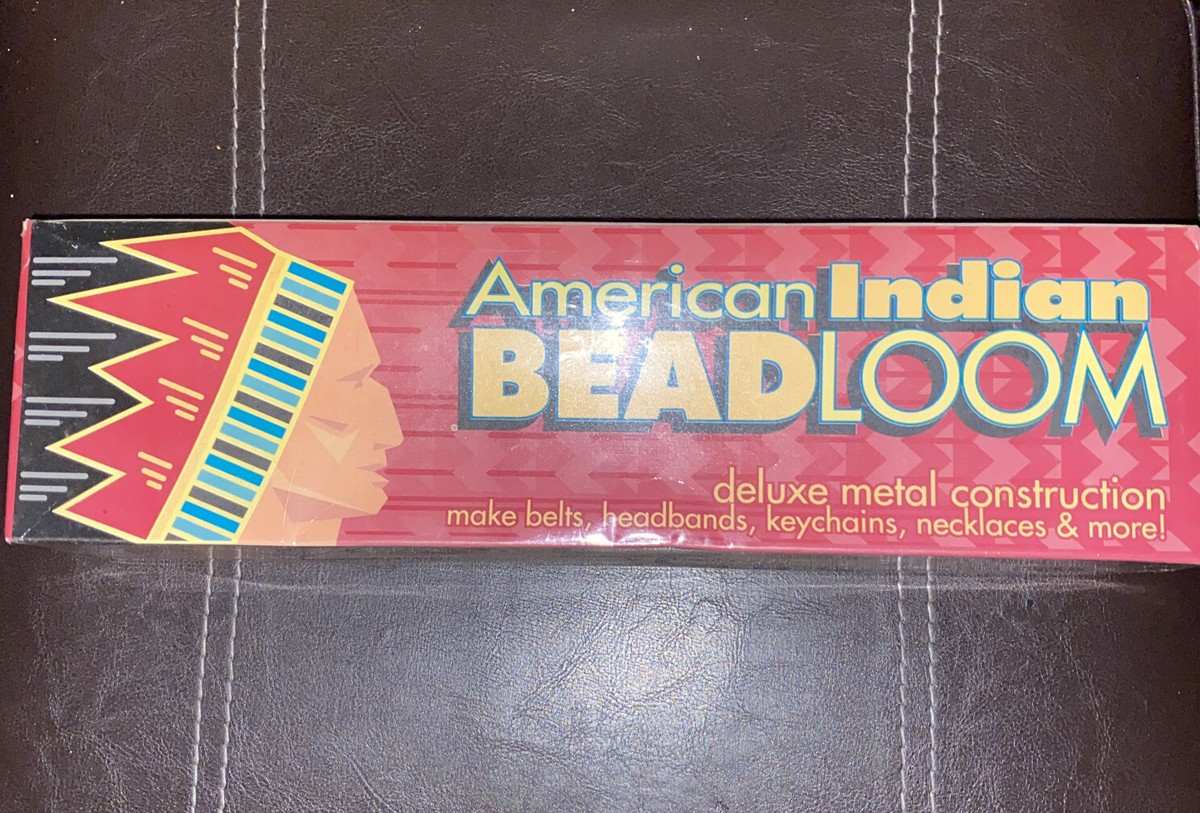 American Indian
BEADLOOM
deluxe metal construction
make belts, headbands, keychains, necklaces & more!